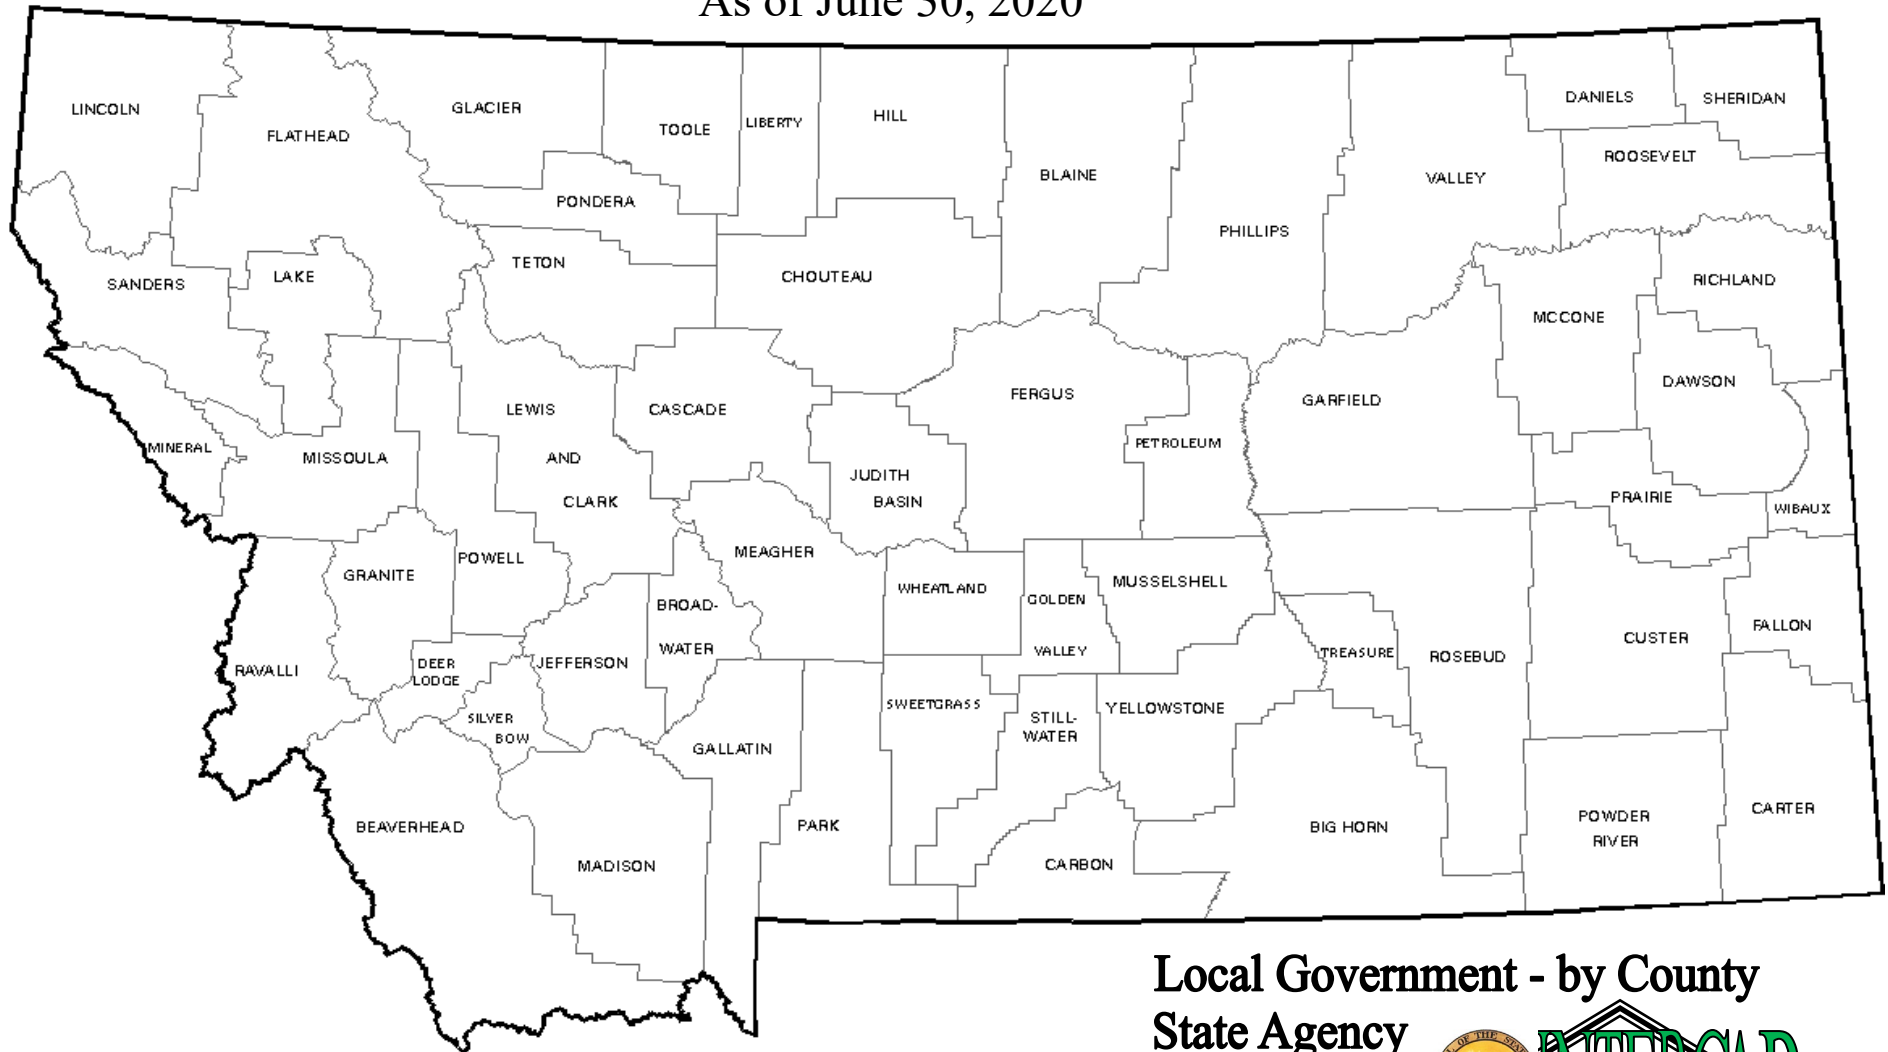 As of June 30, 2020
LINCOLN
FLATHEAD
GLACIER
TOOLE
LIBERTY
HILL
BLAINE
PHILLIPS
VALLEY
DANIELS
SHERIDAN
ROOSEVELT
PONDERA
TETON
CHOUTEAU
SANDERS
LAKE
RICHLAND
MCCONE
DAWSON
GARFIELD
FERGUS
PETROLEUM
CASCADE
LEWIS
AND
CLARK
MINERAL
MISSOULA
JUDITH
BASIN
PRAIRIE
WIBAUX
POWELL
GRANITE
MEAGHER
WHEATLAND
GOLDEN
VALLEY
MUSSELSHELL
BROAD-
WATER
TREASURE
ROSEBUD
CUSTER
FALLON
RAVALLI
DEER
LODGE
JEFFERSON
SILVER
BOW
GALLATIN
SWEETGRASS
STILL-
WATER
YELLOWSTONE
BEAVERHEAD
MADISON
PARK
CARBON
BIG HORN
POWDER
RIVER
CARTER
Local Government - by County
State Agency
OF THE STATE
INTERCAP